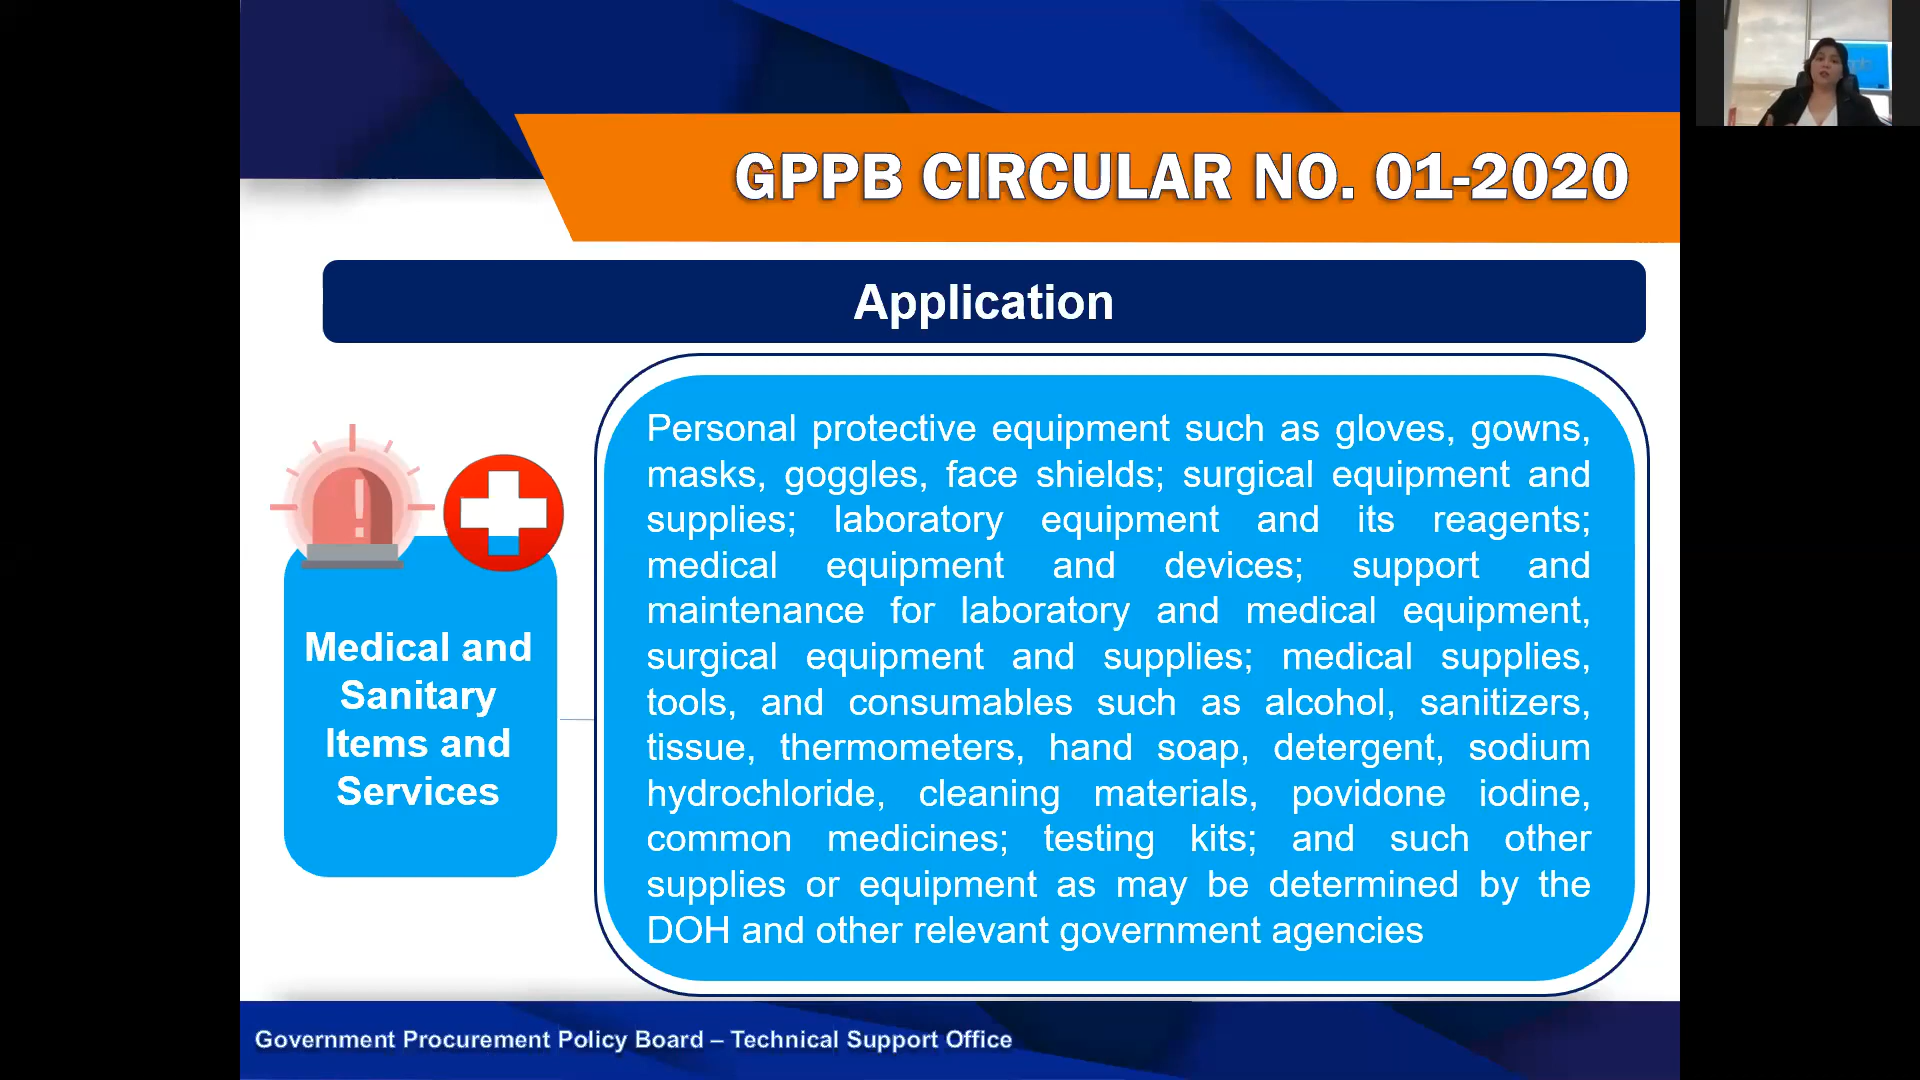 GPPB CIRCULAR NO. 01-2020
Application
Medical and
Sanitary
Items and
Services
Personal protective equipment such as gloves, gowns,
masks, goggles, face shields; surgical equipment and
supplies; laboratory equipment and its reagents;
medical equipment and devices; support and
maintenance for laboratory and medical equipment,
surgical equipment and supplies; medical supplies,
tools, and consumables such as alcohol, sanitizers,
tissue, thermometers, hand soap, detergent, sodium
hydrochloride, cleaning materials, povidone iodine,
common medicines; testing kits; and such other
supplies or equipment as may be determined by the
DOH and other relevant government agencies
Government Procurement Policy Board – Technical Support Office